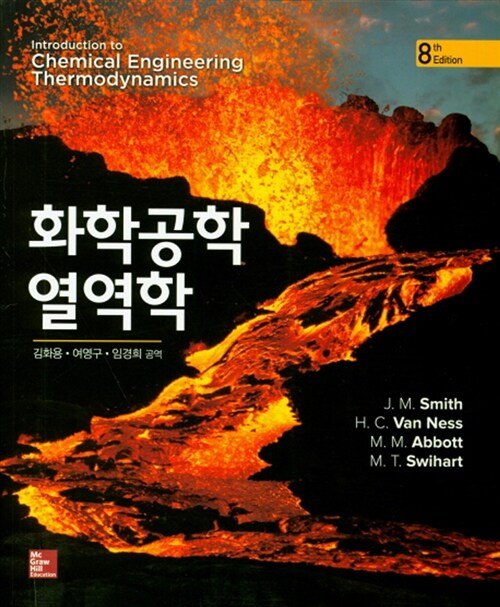 Introduction to
Chemical Engineering
Thermodynamics
8th Edition
화학공학
열역학
김화용 • 여영구 • 임경희 공역
J. M. Smith
H. C. Van Ness
M. M. Abbott
M. T. Swihart
Mc
Graw
Hill
Education